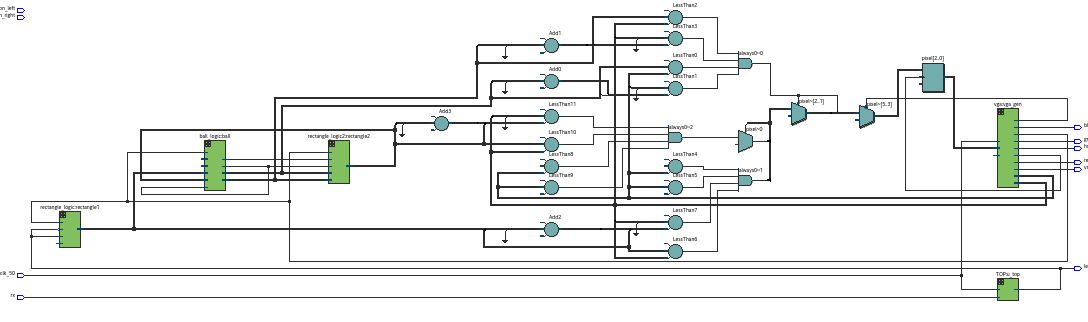 LessThan2
on_left
n_right
LessThan3
Add1
always0~0
LessThan0
pixel[2..0]
Add0
LessThan1
pixel~[2..1]
pixel~[5..3]
vga:vga_gen
LessThan11
Add3
always0~2
LessThan10
ball_logic:ball
rectangle_logic2:rectangle2
pixel~0
LessThan8
LessThan4
LessThan9
LessThan5
always0~1
rectangle_logic:rectangle1
LessThan7
Add2
LessThan6
clk_50
TOP:u_top
rx